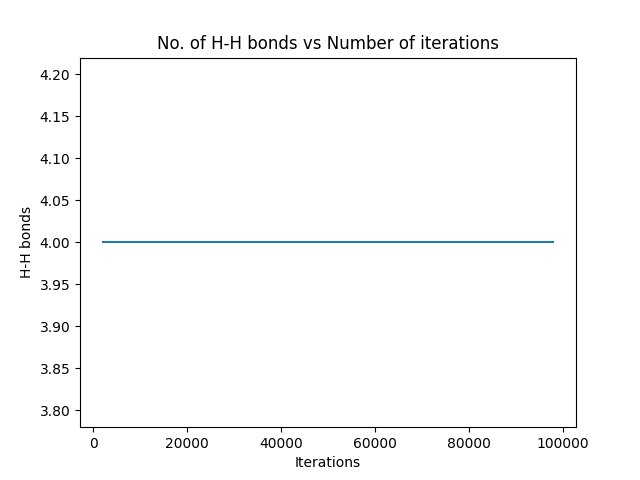 No. of H-H bonds vs Number of iterations
4.20
4.15
4.10
4.05
4.00
3.95
3.90
3.85
3.80
H-H bonds
0 20000 40000 60000 80000 100000
Iterations